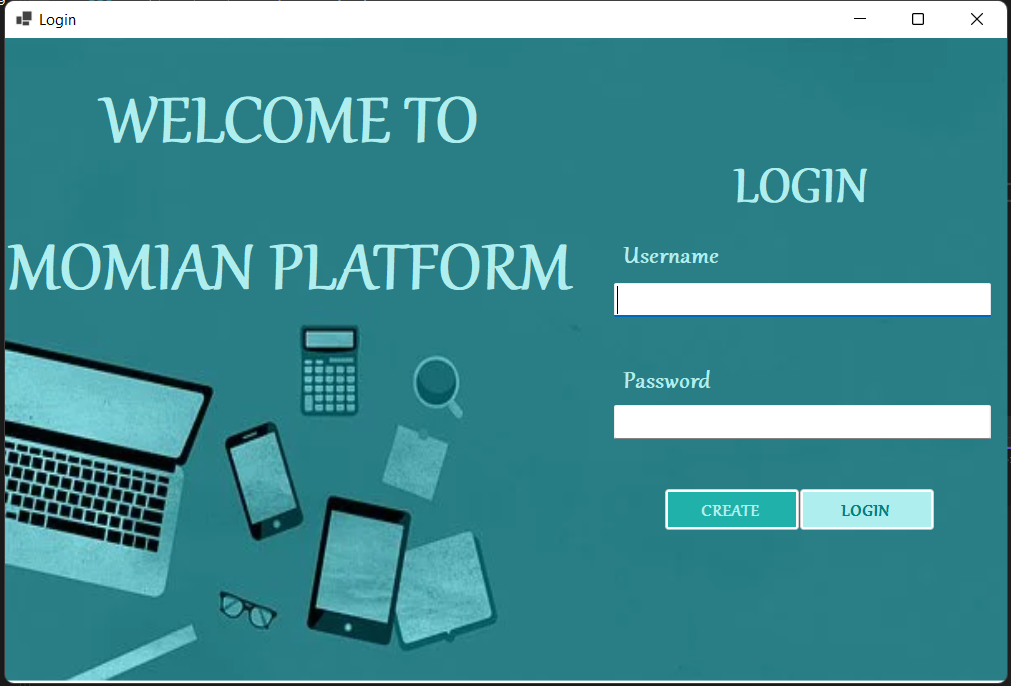 Login
WELCOME TO
MOMIAN PLATFORM
LOGIN
Username
Password
CREATE
LOGIN